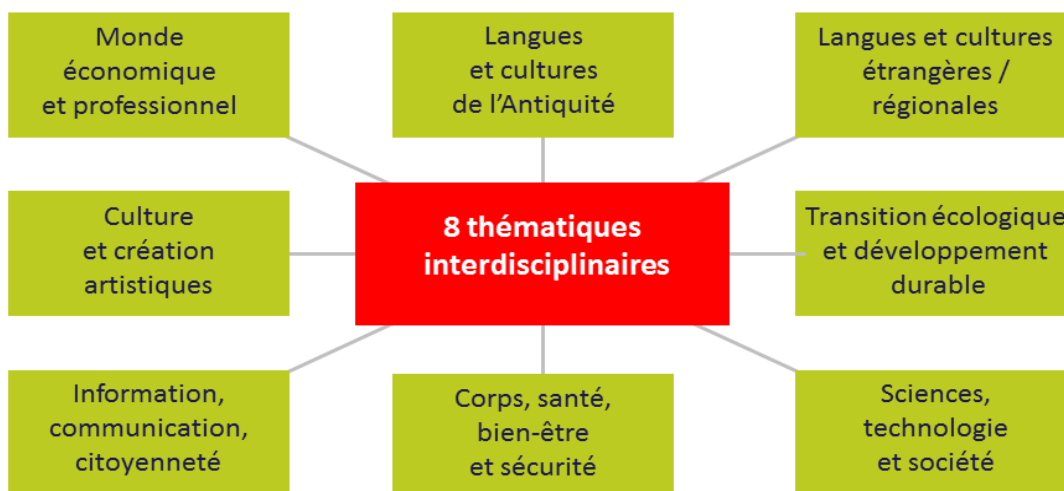 Monde
économique
et professionnel
Langues
et cultures
de l’Antiquité
Langues et cultures
étrangères /
régionales
Culture
et création
artistiques
8 thématiques
interdisciplinaires
Transition écologique
et développement
durable
Information,
communication,
citoyenneté
Corps, santé,
bien-être
et sécurité
Sciences,
technologie
et société